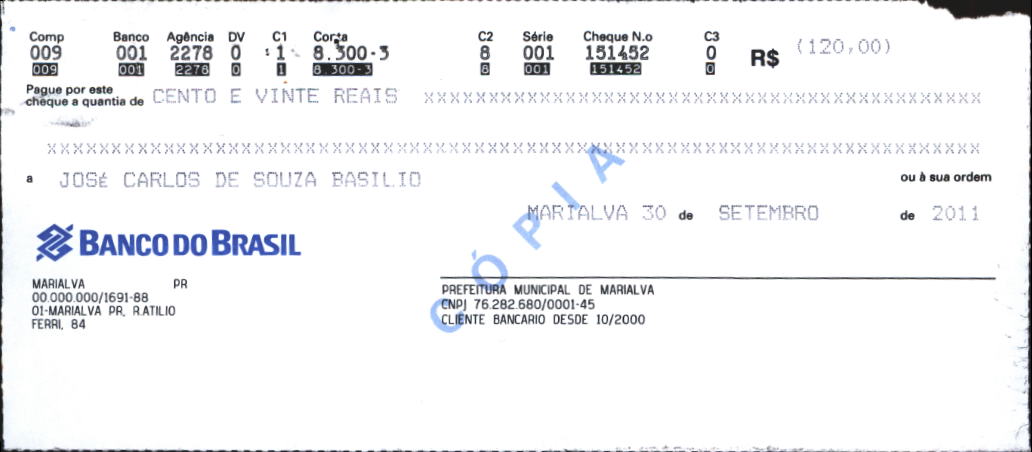 Comp Banco Agência DV C1 Conta C2 Série Cheque N.o C3
009 001 2278 0 1 8.300-3 8 001 151452 0 R$ (120,00)
009 001 2278 0 1 8.300-3 8 001 151452 0
Pague por este
cheque a quantia de CENTO E VINTE REAIS XXXXXXXXXXXXXXXXXXXXXXXXXXXXXXXXXXXXXXXXXXXXXXXXXXXXXXXXXXXX
XXXXXXXXXXXXXXXXXXXXXXXXXXXXXXXXXXXXXXXXXXXXXXXXXXXXXXXXXXXXXXXXXXXXXXXXXXXXXXXXXXXX
a JOSé CARLOS DE SOUZA BASILIO ou à sua ordem
MARIALVA 30 de SETEMBRO de 2011
BANCO DO BRASIL
MARIALVA PR
00.000.000/1691-88
01-MARIALVA PR, R.ATILIO
FERRI, 84
PREFEITURA MUNICIPAL DE MARIALVA
CNPJ 76.282.680/0001-45
CLIENTE BANCARIO DESDE 10/2000
CÓPIA